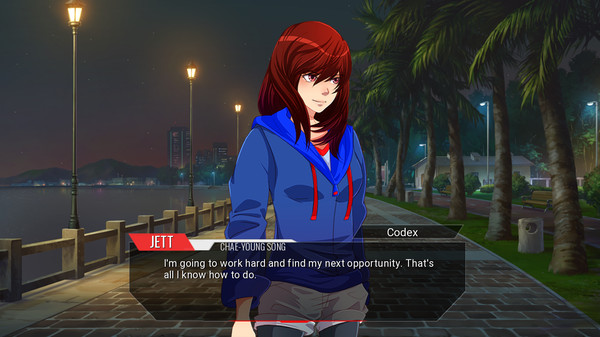 Codex
JETT
CHAE-YOUNG SONG
I'm going to work hard and find my next opportunity. That's
all I know how to do.